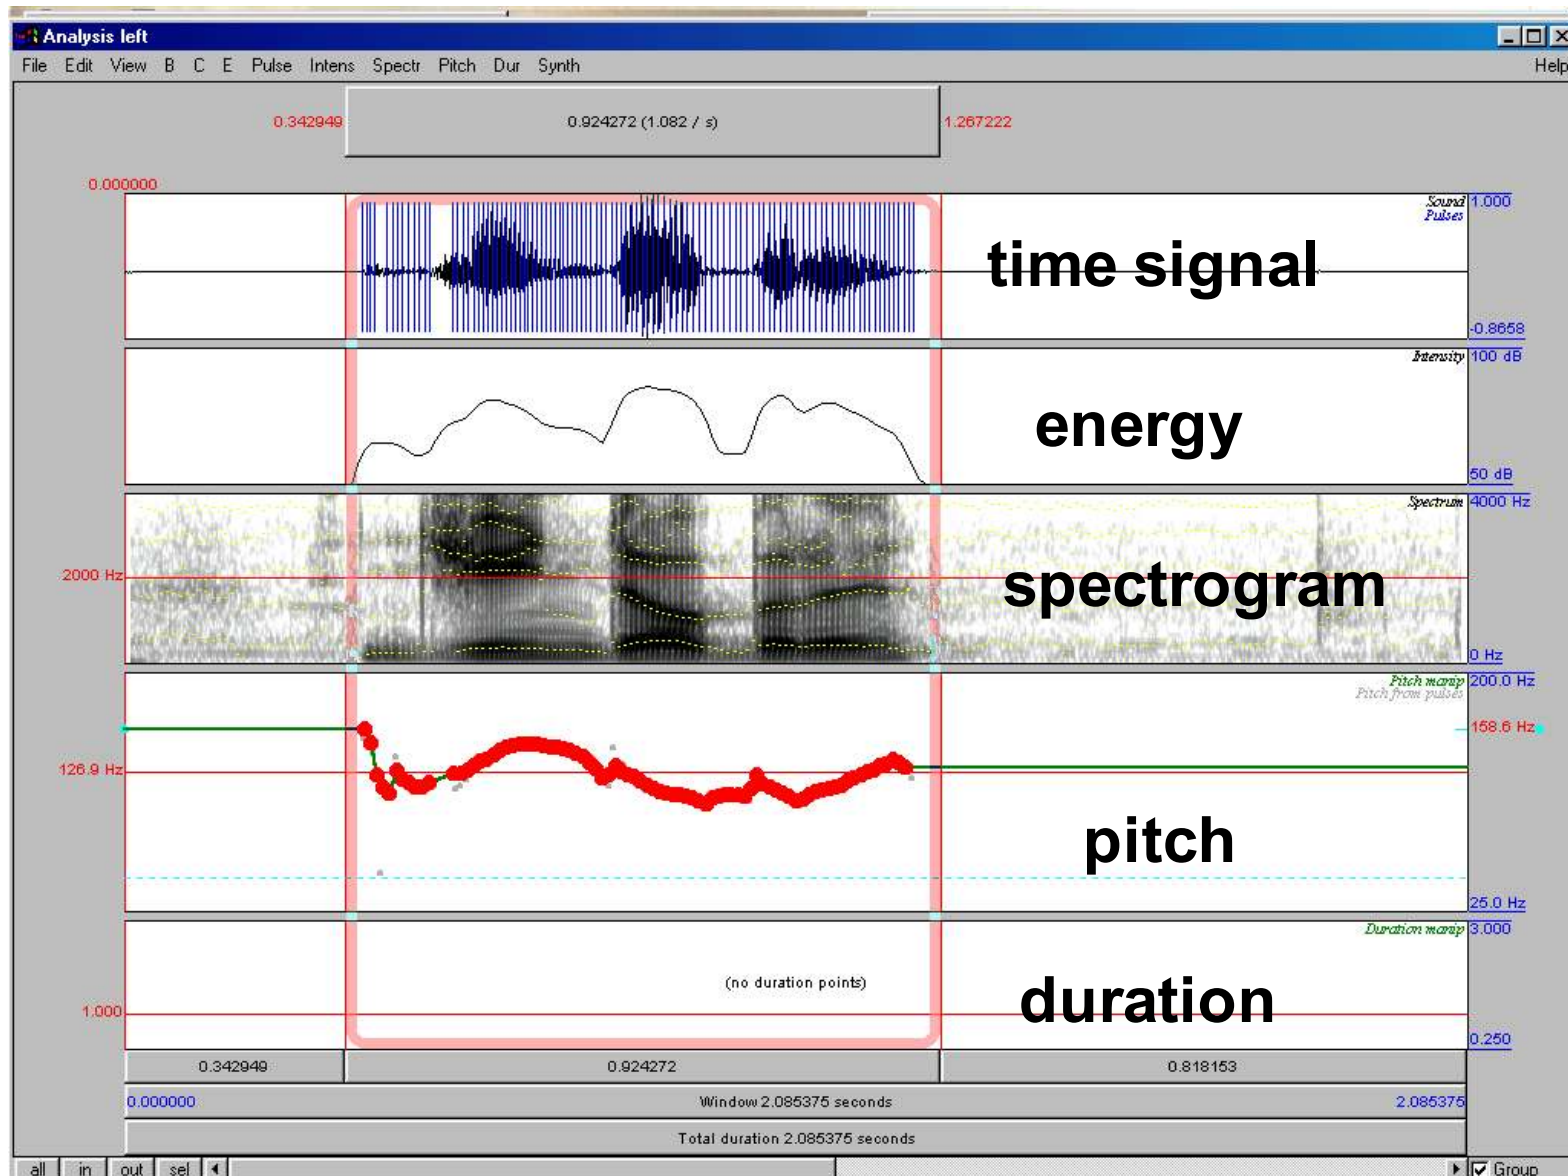 Analysis left
File Edit View B C E Pulse Intens Spectr Pitch Dur Synth Help
0.342949 0.924272 (1.082 / s) 1.267222
0.000000
Sound 1.000
Pulses
time signal
-0.8658
Intensity 100 dB
energy
50 dB
Spectrum 4000 Hz
2000 Hz
spectrogram
0 Hz
Pitch manip 200.0 Hz
Pitch from pulses
158.6 Hz
126.9 Hz
pitch
25.0 Hz
Duration manip 3.000
(no duration points)
duration
1.000
0.250
0.342949 0.924272 0.818153
0.000000 Window 2.085375 seconds 2.085375
Total duration 2.085375 seconds
all in out sel Group